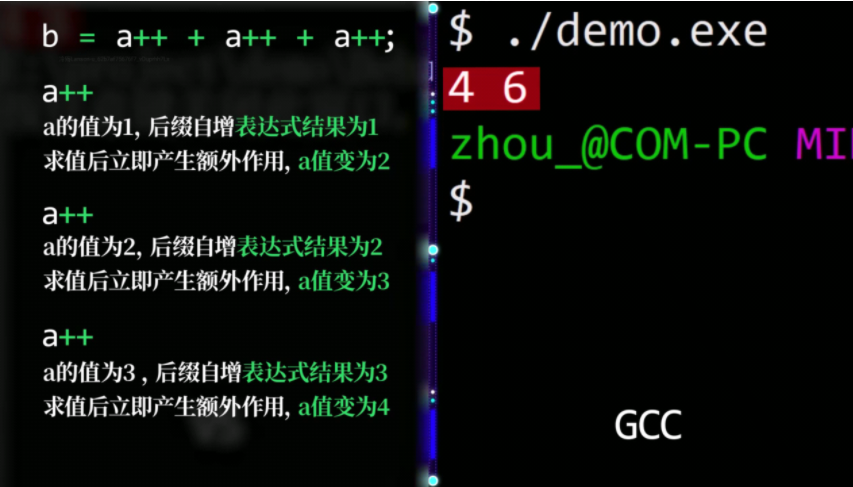 b = a++ + a++ + a++;
a++
a的值为1, 后缀自增表达式结果为1
求值后立即产生额外作用, a值变为2
a++
a的值为2, 后缀自增表达式结果为2
求值后立即产生额外作用, a值变为3
a++
a的值为3 , 后缀自增表达式结果为3
求值后立即产生额外作用, a值变为4
$ ./demo.exe
4 6
zhou_@COM-PC
$
GCC